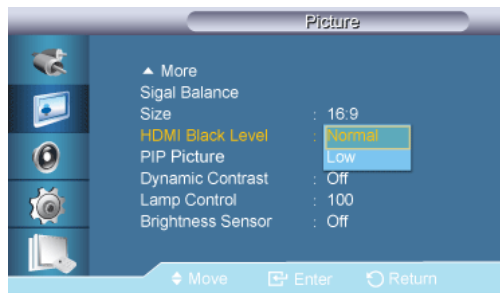 Picture
▲ More
Sigal Balance
Size : 16:9
HDMI Black Level : Normal
Low
PIP Picture
Dynamic Contrast : Off
Lamp Control : 100
Brightness Sensor : Off
Move Enter Return